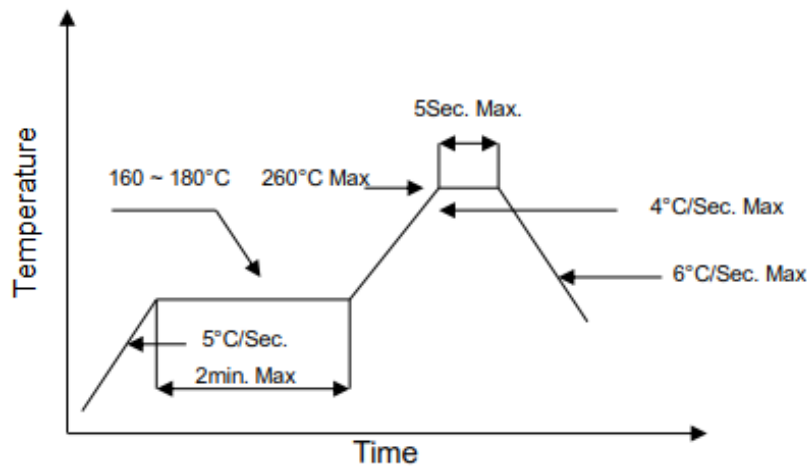 5Sec. Max.
160 ~ 180°C
260°C Max
4°C/Sec. Max
6°C/Sec. Max
5°C/Sec.
2min. Max
Temperature
Time